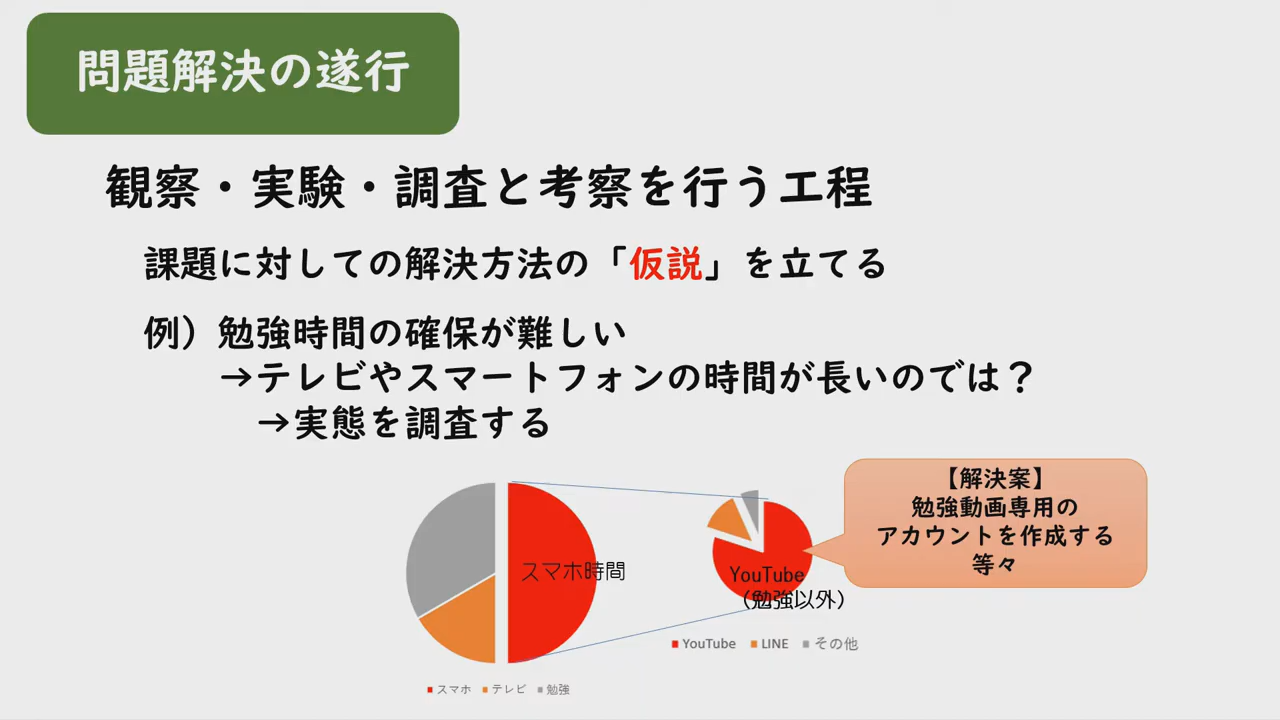 問題解決の遂行
観察・実験・調査と考察を行う工程
課題に対しての解決方法の「仮説」を立てる
例）勉強時間の確保が難しい
→テレビやスマートフォンの時間が長いのでは？
→実態を調査する
【解決案】
勉強動画専用の
アカウントを作成する
等々
スマホ時間
YouTube
（勉強以外）
YouTube LINE その他
スマホ テレビ 勉強